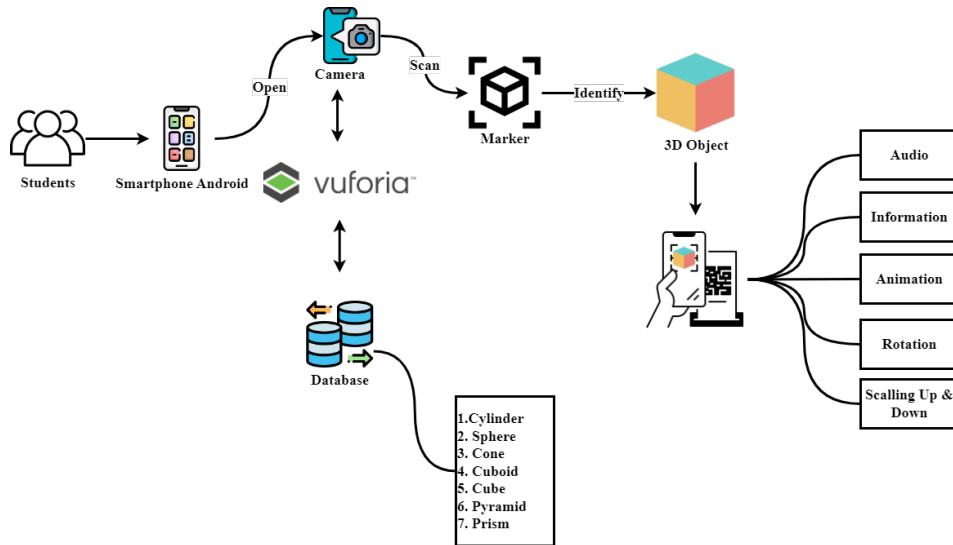 Camera
Open
Scan
Students
Smartphone Android
vuforia™
Marker
Identify
3D Object
Audio
Information
Animation
Rotation
Scalling Up &
Down
Database
1.Cylinder
2. Sphere
3. Cone
4. Cuboid
5. Cube
6. Pyramid
7. Prism